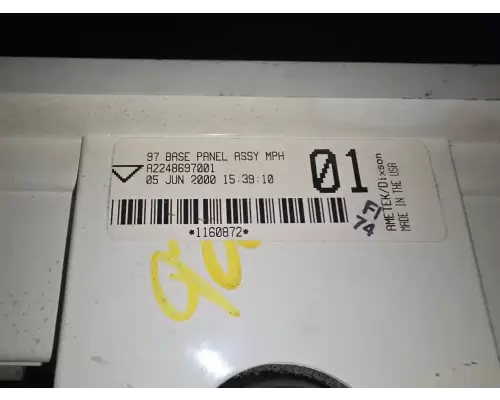 97 BASE PANEL ASSY MPH
A2248697001
05 JUN 2000 15:39:10
01
*1160872*
AMETEK/Dixson
MADE IN THE USA
FI
74